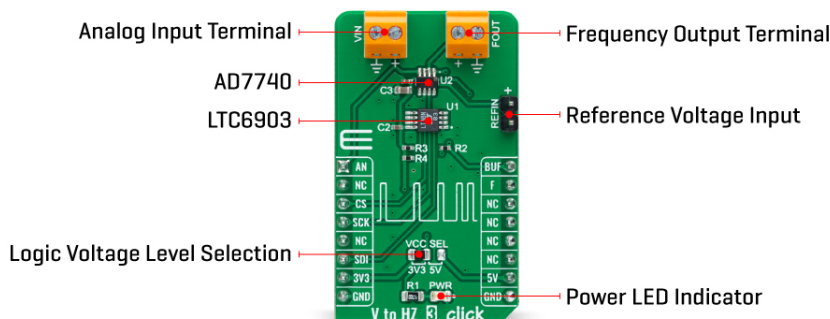 Analog Input Terminal
AD7740
LTC6903
Logic Voltage Level Selection
Frequency Output Terminal
Reference Voltage Input
Power LED Indicator
VIN
FOUT
+
+
U2
C3
U1
C2
R3
R4
R2
+
REFIN
AN
NC
CS
SCK
NC
SDI
3V3
GND
BUF
F
NC
NC
NC
NC
5V
GND
VCC SEL
3V3 5V
R1 PWR
V to HZ 3 click